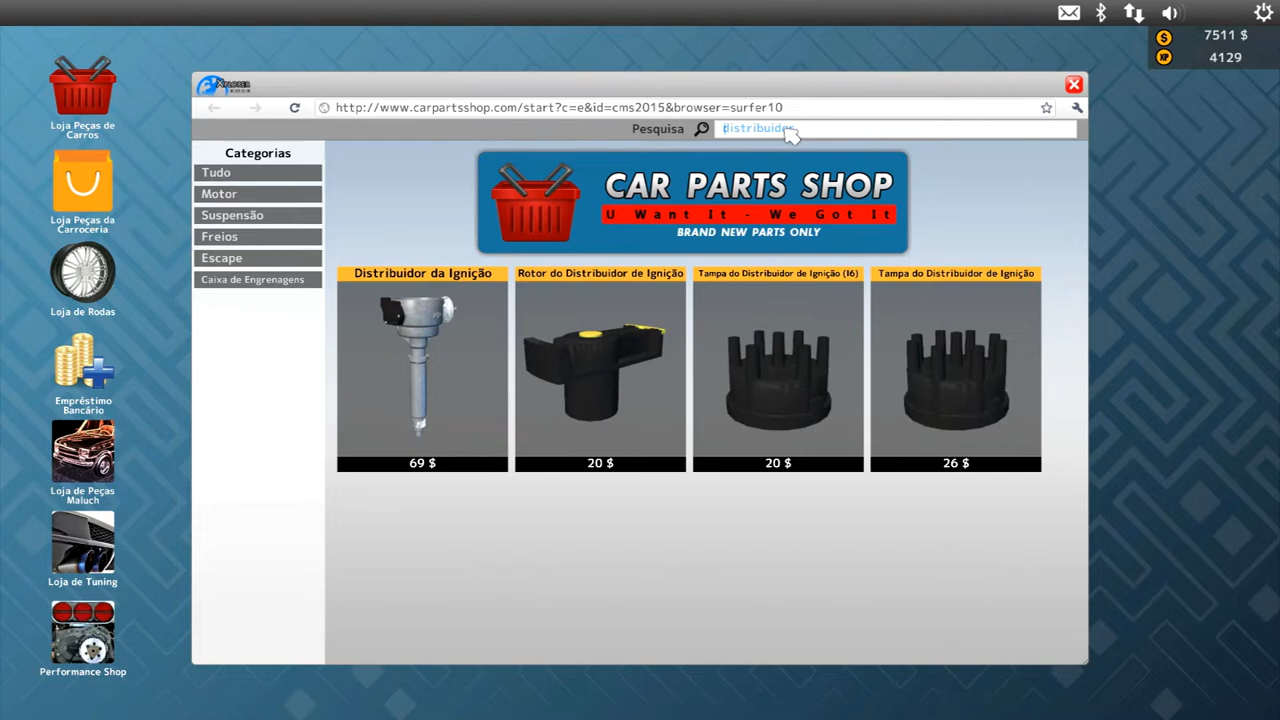 7511 $
4129
Loja Peças de
Carros
Loja Peças da
Carroceria
Loja de Rodas
Empréstimo
Bancário
Loja de Peças
Maluch
Loja de Tuning
Performance Shop
XPLORER
http://www.carpartsshop.com/start?c=e&id=cms2015&browser=surfer10
Pesquisa distribuidor
Categorias
Tudo
Motor
Suspensão
Freios
Escape
Caixa de Engrenagens
CAR PARTS SHOP
U Want It - We Got It
BRAND NEW PARTS ONLY
Distribuidor da Ignição
69 $
Rotor do Distribuidor de Ignição
20 $
Tampa do Distribuidor de Ignição (I6)
20 $
Tampa do Distribuidor de Ignição
26 $